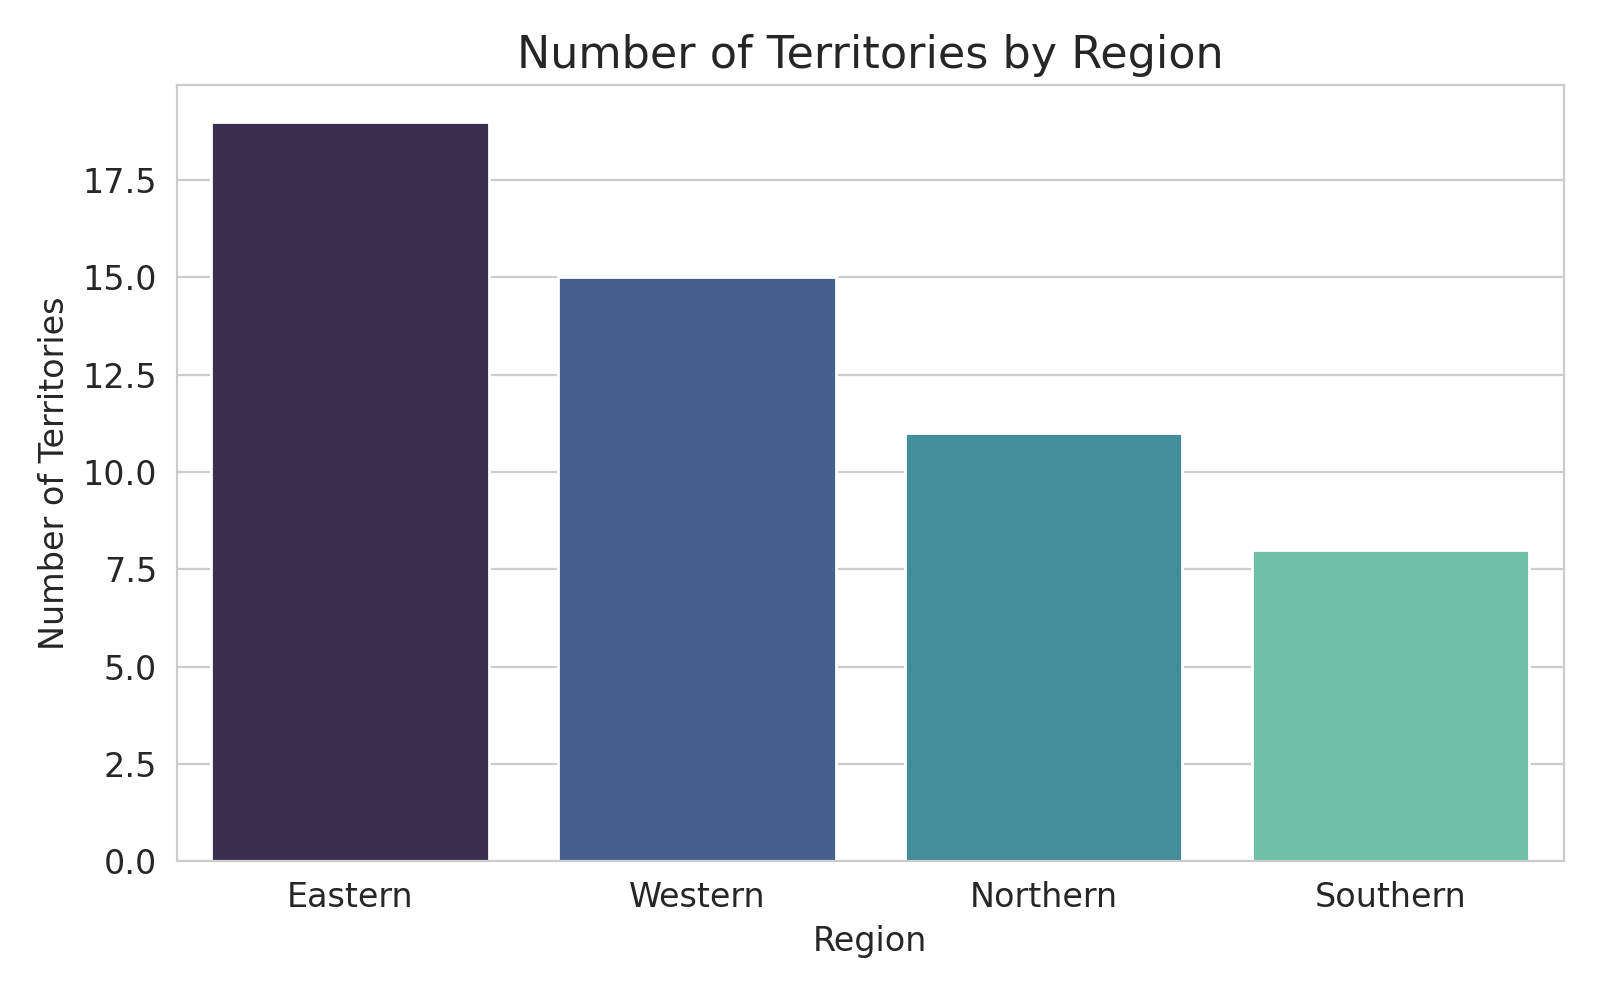 Number of Territories by Region
Number of Territories
17.5
15.0
12.5
10.0
7.5
5.0
2.5
0.0
Eastern Western Northern Southern
Region